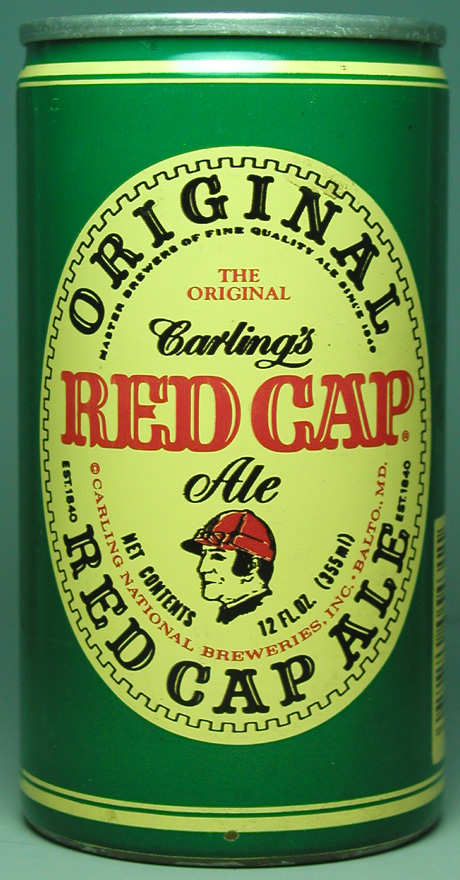 ORIGINAL
MASTER BREWERS OF FINE QUALITY ALE SINCE 1840
THE
ORIGINAL
Carling's
RED CAP®
Ale
EST. 1840
EST. 1840
NET CONTENTS
12 FL. OZ. (355 ml)
© CARLING NATIONAL BREWERIES, INC. · BALTO., MD.
RED CAP ALE